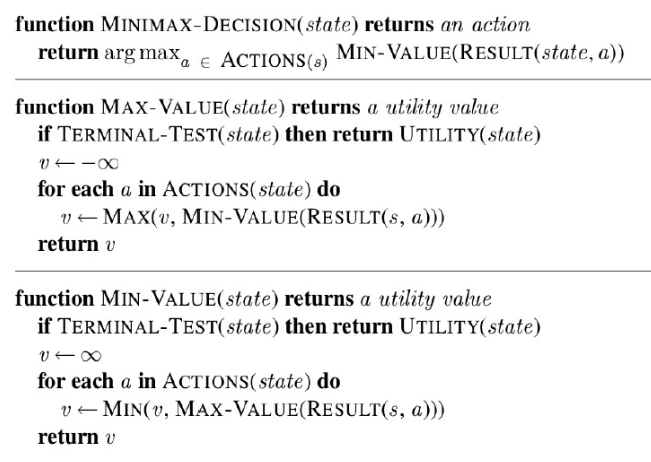 function MINIMAX-DECISION(state) returns an action
return arg max a ∈ ACTIONS(s) MIN-VALUE(RESULT(state, a))
function MAX-VALUE(state) returns a utility value
if TERMINAL-TEST(state) then return UTILITY(state)
v ← −∞
for each a in ACTIONS(state) do
v ← MAX(v, MIN-VALUE(RESULT(s, a)))
return v
function MIN-VALUE(state) returns a utility value
if TERMINAL-TEST(state) then return UTILITY(state)
v ← ∞
for each a in ACTIONS(state) do
v ← MIN(v, MAX-VALUE(RESULT(s, a)))
return v